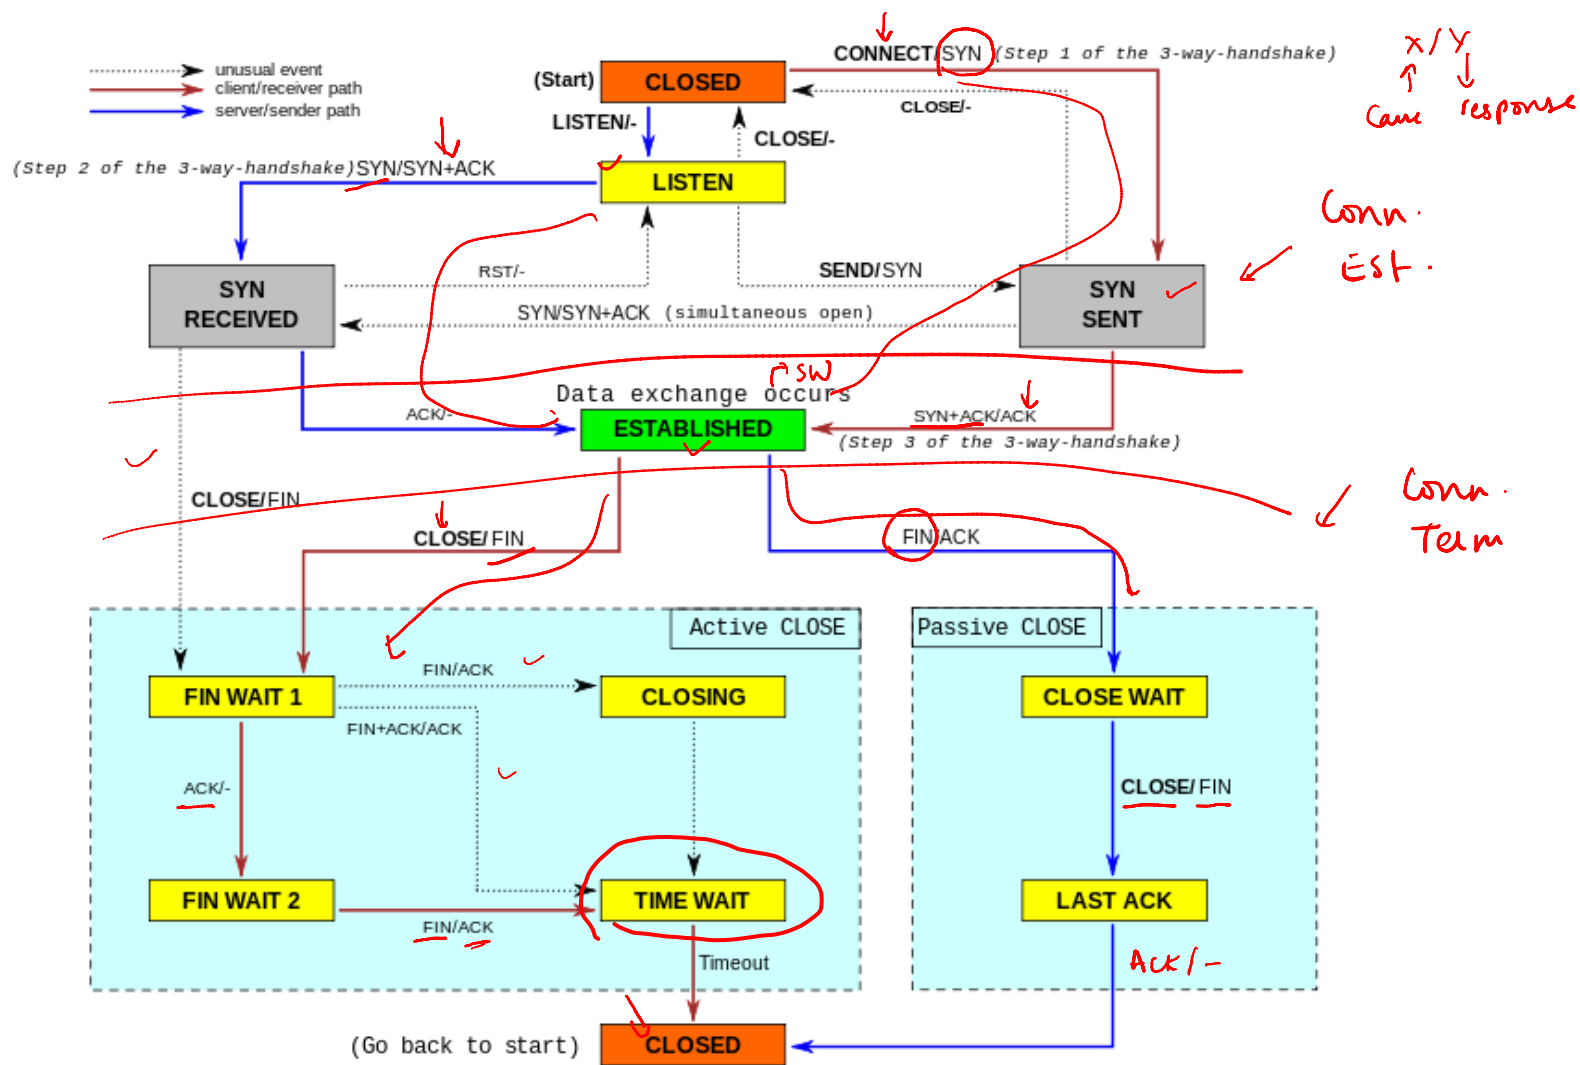 CONNECT/SYN (Step 1 of the 3-way-handshake)
x/y
cause response
unusual event
client/receiver path
server/sender path
(Start)
CLOSED
CLOSE/-
LISTEN/-
CLOSE/-
(Step 2 of the 3-way-handshake) SYN/SYN+ACK
LISTEN
Conn.
Est.
RST/-
SEND/SYN
SYN
RECEIVED
SYN
SENT
SYN/SYN+ACK (simultaneous open)
SW
Data exchange occurs
ACK/-
ESTABLISHED
SYN+ACK/ACK
(Step 3 of the 3-way-handshake)
CLOSE/FIN
Conn.
Term
CLOSE/FIN
FIN/ACK
Active CLOSE
Passive CLOSE
FIN/ACK
FIN WAIT 1
CLOSING
CLOSE WAIT
FIN+ACK/ACK
ACK/-
CLOSE/FIN
FIN WAIT 2
TIME WAIT
LAST ACK
FIN/ACK
Timeout
ACK/-
(Go back to start)
CLOSED